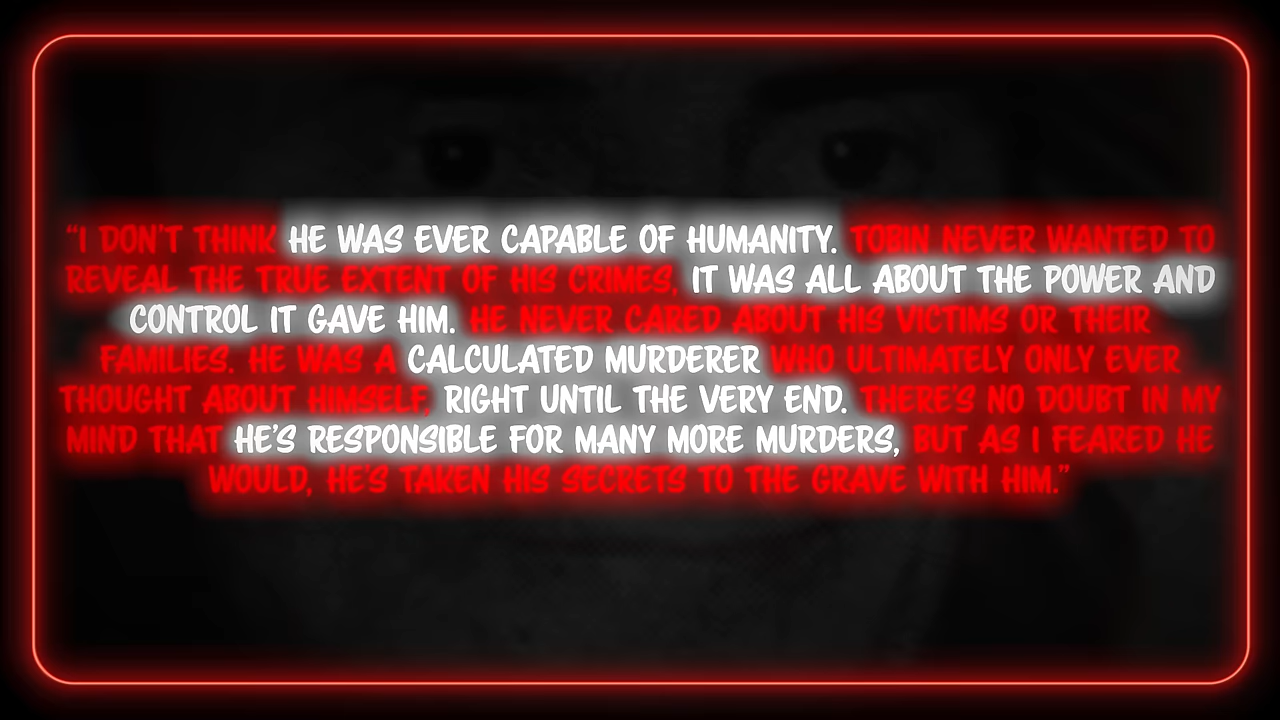 “I DON’T THINK HE WAS EVER CAPABLE OF HUMANITY. TOBIN NEVER WANTED TO
REVEAL THE TRUE EXTENT OF HIS CRIMES, IT WAS ALL ABOUT THE POWER AND
CONTROL IT GAVE HIM. HE NEVER CARED ABOUT HIS VICTIMS OR THEIR
FAMILIES. HE WAS A CALCULATED MURDERER WHO ULTIMATELY ONLY EVER
THOUGHT ABOUT HIMSELF, RIGHT UNTIL THE VERY END. THERE’S NO DOUBT IN MY
MIND THAT HE’S RESPONSIBLE FOR MANY MORE MURDERS, BUT AS I FEARED HE
WOULD, HE’S TAKEN HIS SECRETS TO THE GRAVE WITH HIM.”